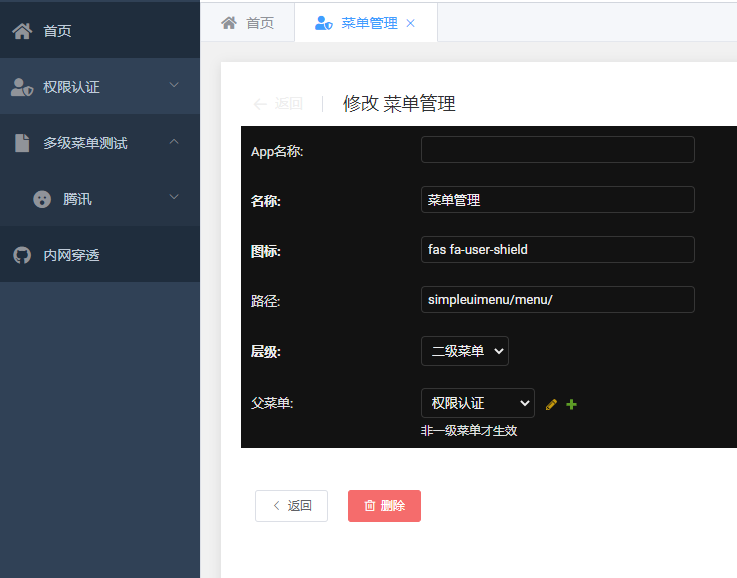 首页
权限认证
多级菜单测试
腾讯
内网穿透
首页
菜单管理
返回
修改 菜单管理
App名称:
名称:
菜单管理
图标:
fas fa-user-shield
路径:
simpleuimenu/menu/
层级:
二级菜单
父菜单:
权限认证
非一级菜单才生效
返回
删除